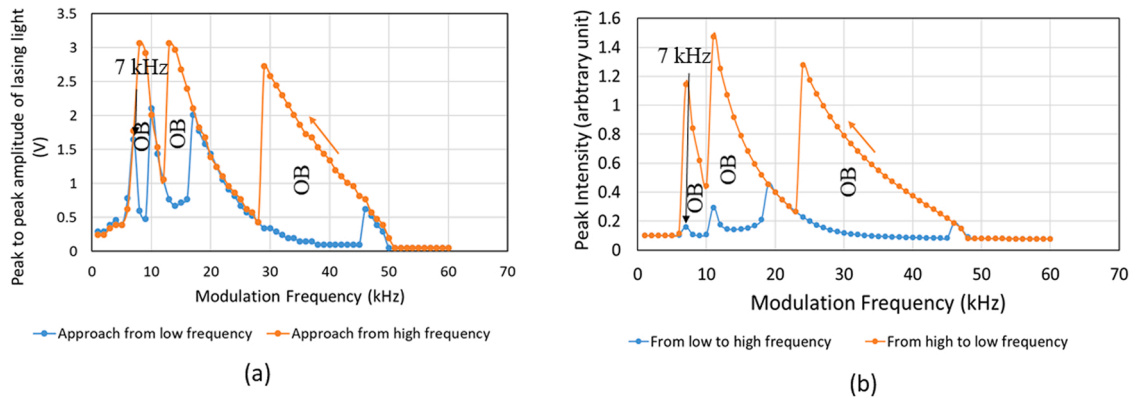 Peak to peak amplitude of lasing light
(V)
3.5
3
2.5
2
1.5
1
0.5
0
7 kHz
OB
OB
OB
0 10 20 30 40 50 60 70
Modulation Frequency (kHz)
Approach from low frequency
Approach from high frequency
(a)
Peak Intensity (arbtrary unit)
1.6
1.4
1.2
1
0.8
0.6
0.4
0.2
0
7 kHz
OB
OB
OB
0 10 20 30 40 50 60 70
Modulation Frequency (kHz)
From low to high frequency
From high to low frequency
(b)